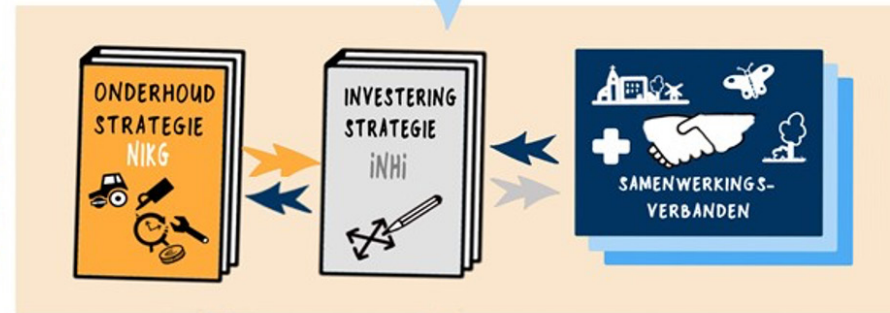 ONDERHOUD
STRATEGIE
NIKG
INVESTERING
STRATEGIE
iNHi
SAMENWERKINGS-
VERBANDEN